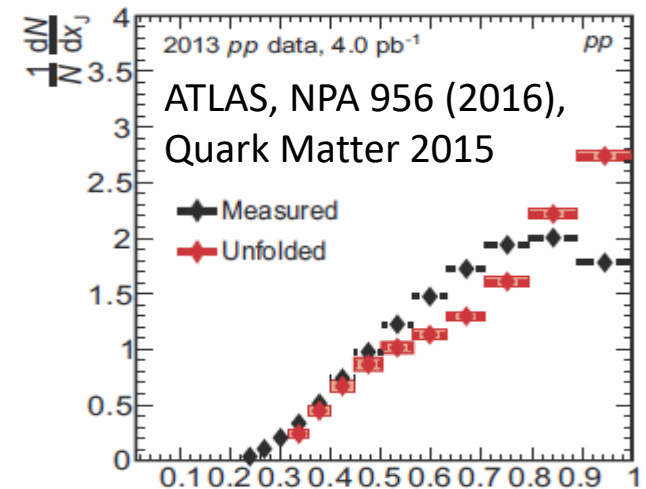 1/N dN/dxJ
4
2013 pp data, 4.0 pb-1 pp
3.5
ATLAS, NPA 956 (2016),
3
Quark Matter 2015
2.5
Measured
2
Unfolded
1.5
1
0.5
0
0.1 0.2 0.3 0.4 0.5 0.6 0.7 0.8 0.9 1